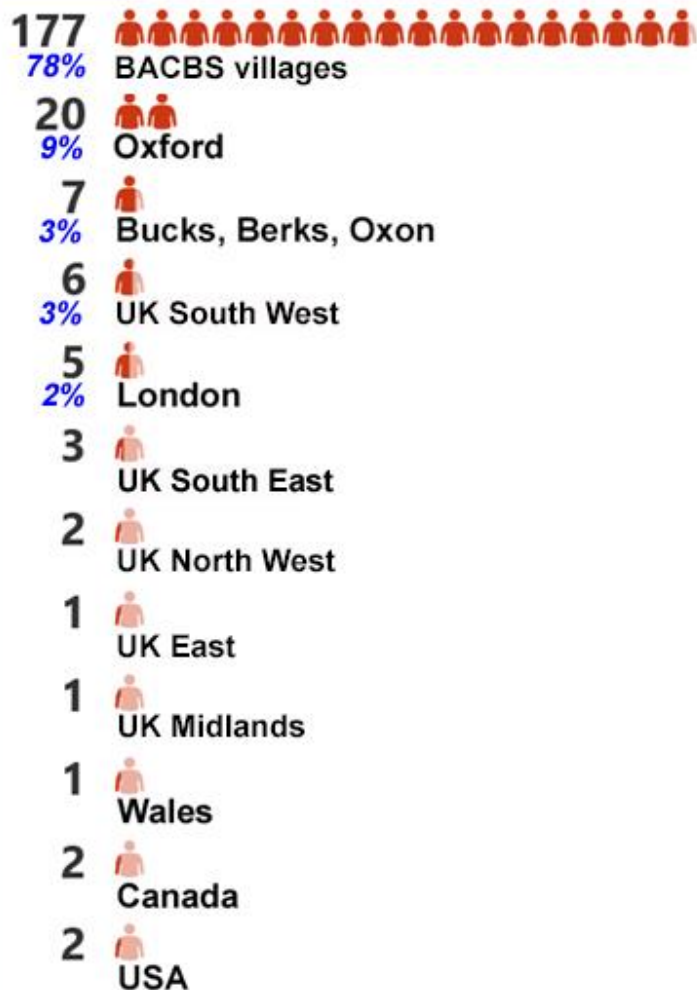 177
78% BACBS villages
20
9% Oxford
7
3% Bucks, Berks, Oxon
6
3% UK South West
5
2% London
3
UK South East
2
UK North West
1
UK East
1
UK Midlands
1
Wales
2
Canada
2
USA